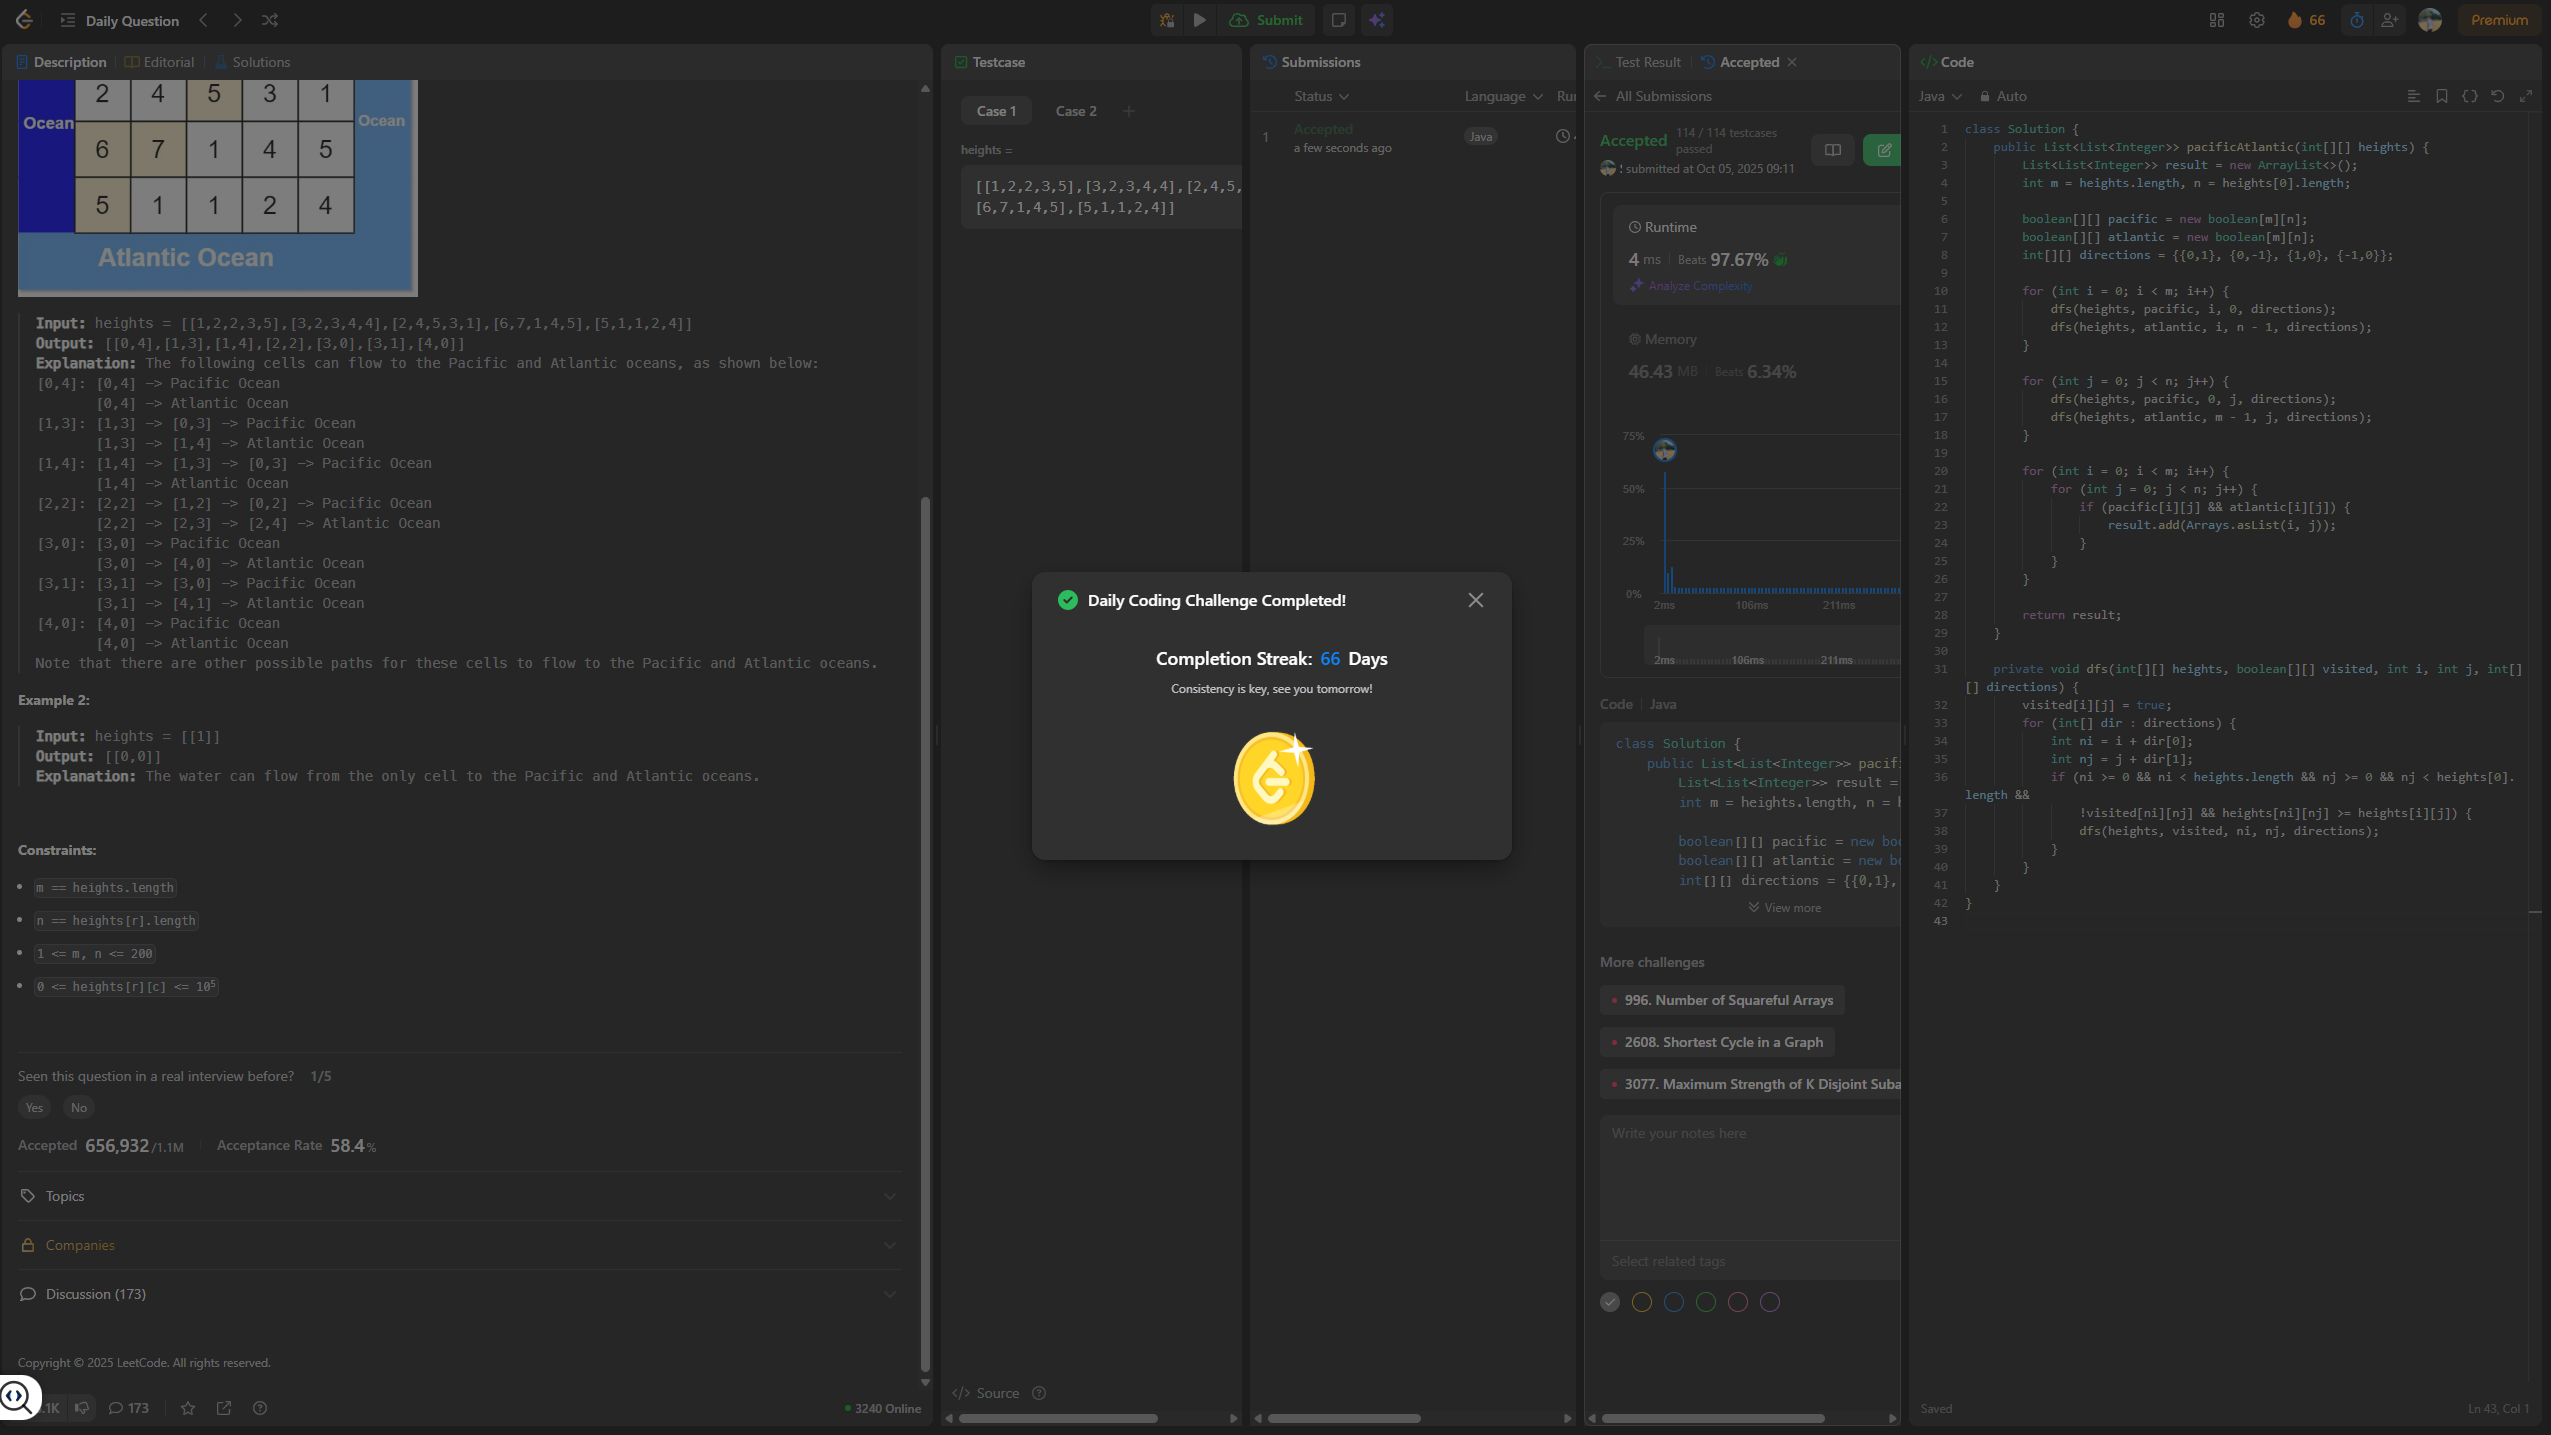 Daily Question
Submit
66
Premium
Description
Editorial
Solutions
2 4 5 3 1
Ocean
Ocean
6 7 1 4 5
5 1 1 2 4
Atlantic Ocean
Input: heights = [[1,2,2,3,5],[3,2,3,4,4],[2,4,5,3,1],[6,7,1,4,5],[5,1,1,2,4]]
Output: [[0,4],[1,3],[1,4],[2,2],[3,0],[3,1],[4,0]]
Explanation: The following cells can flow to the Pacific and Atlantic oceans, as shown below:
[0,4]: [0,4] -> Pacific Ocean
[0,4] -> Atlantic Ocean
[1,3]: [1,3] -> [0,3] -> Pacific Ocean
[1,3] -> [1,4] -> Atlantic Ocean
[1,4]: [1,4] -> [1,3] -> [0,3] -> Pacific Ocean
[1,4] -> Atlantic Ocean
[2,2]: [2,2] -> [1,2] -> [0,2] -> Pacific Ocean
[2,2] -> [2,3] -> [2,4] -> Atlantic Ocean
[3,0]: [3,0] -> Pacific Ocean
[3,0] -> [4,0] -> Atlantic Ocean
[3,1]: [3,1] -> [3,0] -> Pacific Ocean
[3,1] -> [4,1] -> Atlantic Ocean
[4,0]: [4,0] -> Pacific Ocean
[4,0] -> Atlantic Ocean
Note that there are other possible paths for these cells to flow to the Pacific and Atlantic oceans.
Example 2:
Input: heights = [[1]]
Output: [[0,0]]
Explanation: The water can flow from the only cell to the Pacific and Atlantic oceans.
Constraints:
m == heights.length
n == heights[r].length
1 <= m, n <= 200
0 <= heights[r][c] <= 10⁵
Seen this question in a real interview before? 1/5
Yes No
Accepted 656,932/1.1M
Acceptance Rate 58.4%
Topics
Companies
Discussion (173)
Copyright © 2025 LeetCode. All rights reserved.
.1K
173
3240 Online
Testcase
Case 1 Case 2 +
heights =
[[1,2,2,3,5],[3,2,3,4,4],[2,4,5,
[6,7,1,4,5],[5,1,1,2,4]]
</> Source
Submissions
Status Language Rur
1 Accepted Java
a few seconds ago
Daily Coding Challenge Completed!
Completion Streak: 66 Days
Consistency is key, see you tomorrow!
Test Result
Accepted
All Submissions
Accepted 114 / 114 testcases
passed
submitted at Oct 05, 2025 09:11
Runtime
4 ms Beats 97.67%
Analyze Complexity
Memory
46.43 MB Beats 6.34%
75%
50%
25%
0%
2ms 106ms 211ms
2ms 106ms 211ms
Code Java
class Solution {
public List<List<Integer>> pacifi
List<List<Integer>> result =
int m = heights.length, n = h
boolean[][] pacific = new boo
boolean[][] atlantic = new bo
int[][] directions = {{0,1},
View more
More challenges
996. Number of Squareful Arrays
2608. Shortest Cycle in a Graph
3077. Maximum Strength of K Disjoint Suba
Write your notes here
Select related tags
</> Code
Java Auto
1 class Solution {
2 public List<List<Integer>> pacificAtlantic(int[][] heights) {
3 List<List<Integer>> result = new ArrayList<>();
4 int m = heights.length, n = heights[0].length;
5
6 boolean[][] pacific = new boolean[m][n];
7 boolean[][] atlantic = new boolean[m][n];
8 int[][] directions = {{0,1}, {0,-1}, {1,0}, {-1,0}};
9
10 for (int i = 0; i < m; i++) {
11 dfs(heights, pacific, i, 0, directions);
12 dfs(heights, atlantic, i, n - 1, directions);
13 }
14
15 for (int j = 0; j < n; j++) {
16 dfs(heights, pacific, 0, j, directions);
17 dfs(heights, atlantic, m - 1, j, directions);
18 }
19
20 for (int i = 0; i < m; i++) {
21 for (int j = 0; j < n; j++) {
22 if (pacific[i][j] && atlantic[i][j]) {
23 result.add(Arrays.asList(i, j));
24 }
25 }
26 }
27
28 return result;
29 }
30
31 private void dfs(int[][] heights, boolean[][] visited, int i, int j, int[]
[] directions) {
32 visited[i][j] = true;
33 for (int[] dir : directions) {
34 int ni = i + dir[0];
35 int nj = j + dir[1];
36 if (ni >= 0 && ni < heights.length && nj >= 0 && nj < heights[0].
length &&
37 !visited[ni][nj] && heights[ni][nj] >= heights[i][j]) {
38 dfs(heights, visited, ni, nj, directions);
39 }
40 }
41 }
42 }
43
Saved
Ln 43, Col 1